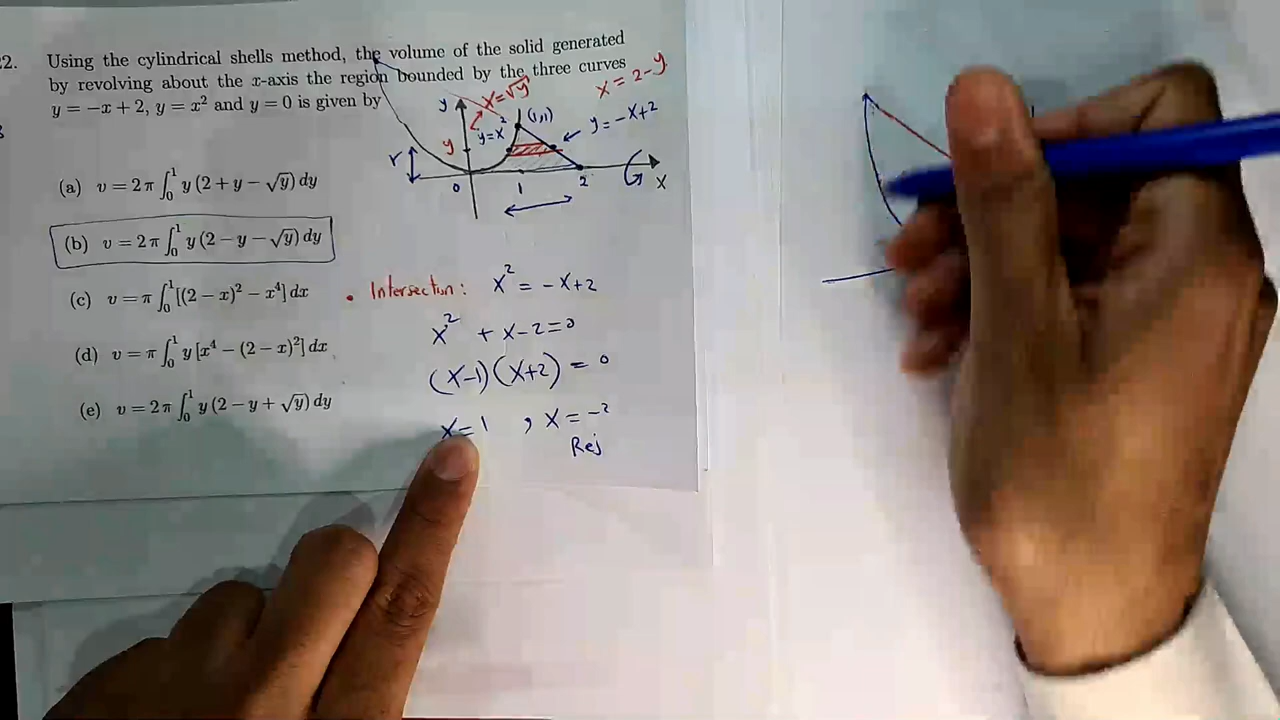 2. Using the cylindrical shells method, the volume of the solid generated
by revolving about the x-axis the region bounded by the three curves
y = −x + 2, y = x² and y = 0 is given by
(a) v = 2π ∫₀¹ y (2 + y − √y) dy
(b) v = 2π ∫₀¹ y (2 − y − √y) dy
(c) v = π ∫₀¹ [(2 − x)² − x⁴] dx
(d) v = π ∫₀¹ y [x⁴ − (2 − x)²] dx
(e) v = 2π ∫₀¹ y (2 − y + √y) dy
x = 2 - y
x = √y
y
(1,1)
y = -x+2
y = x²
y
r
0
1
2
x
• Intersection: x² = -x+2
x² + x-2=0
(x-1)(x+2) = 0
x=1 , x = -2
Rej